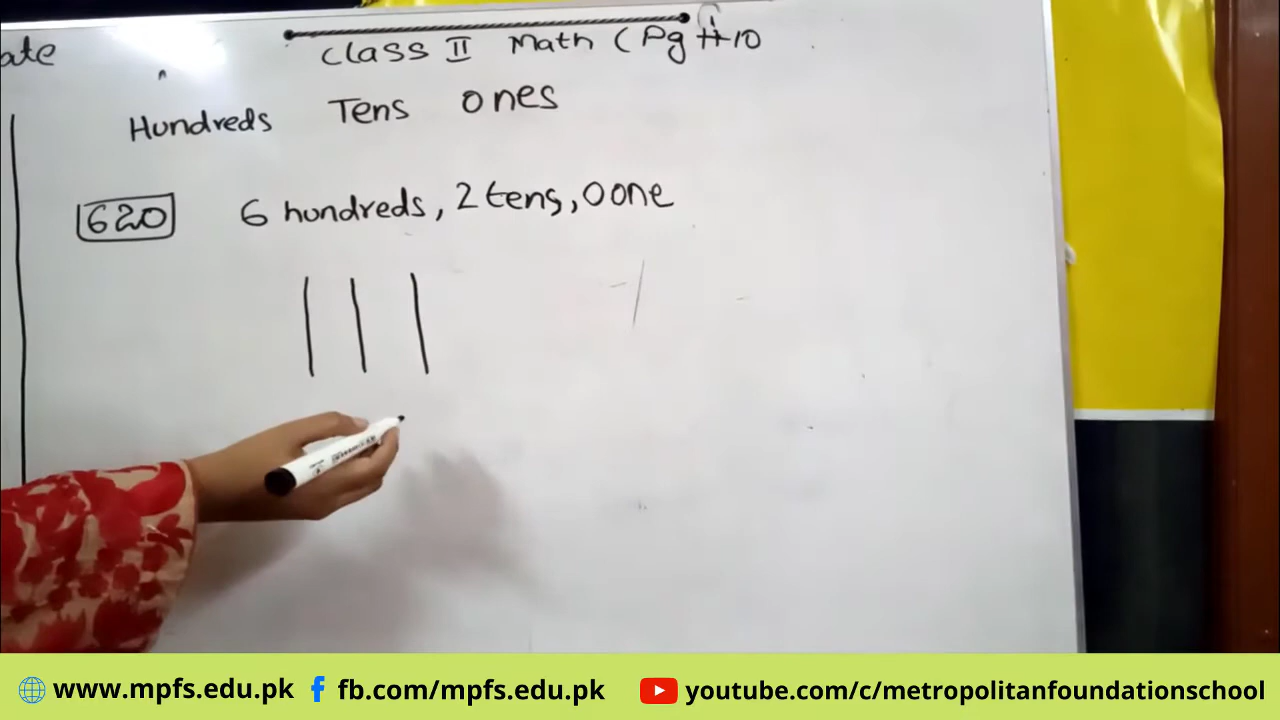 ate
Class II Math (Pg # 10
Hundreds Tens ones
620 6 hundreds, 2 tens, 0 one
www.mpfs.edu.pk fb.com/mpfs.edu.pk youtube.com/c/metropolitanfoundationschool